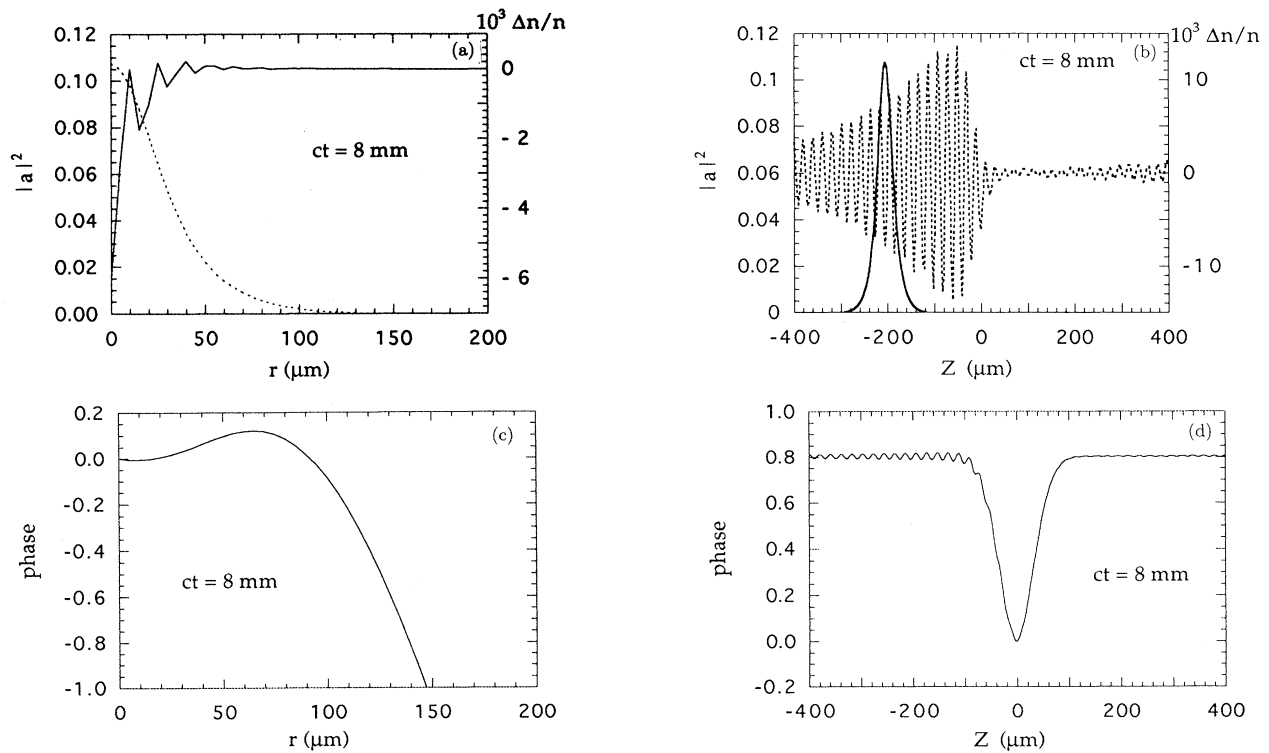 10³ Δn/n
(a)
0.12
0.10
0.08
0.06
0.04
0.02
0.00
|a|²
0
- 2
- 4
- 6
ct = 8 mm
0 50 100 150 200
r (μm)
10³ Δn/n
(b)
ct = 8 mm
0.12
0.1
0.08
0.06
0.04
0.02
0
|a|²
10
0
-10
-400 -200 0 200 400
Z (μm)
(c)
0.2
0.0
-0.2
-0.4
-0.6
-0.8
-1.0
phase
ct = 8 mm
0 50 100 150 200
r (μm)
(d)
1.0
0.8
0.6
0.4
0.2
0.0
-0.2
phase
ct = 8 mm
-400 -200 0 200 400
Z (μm)